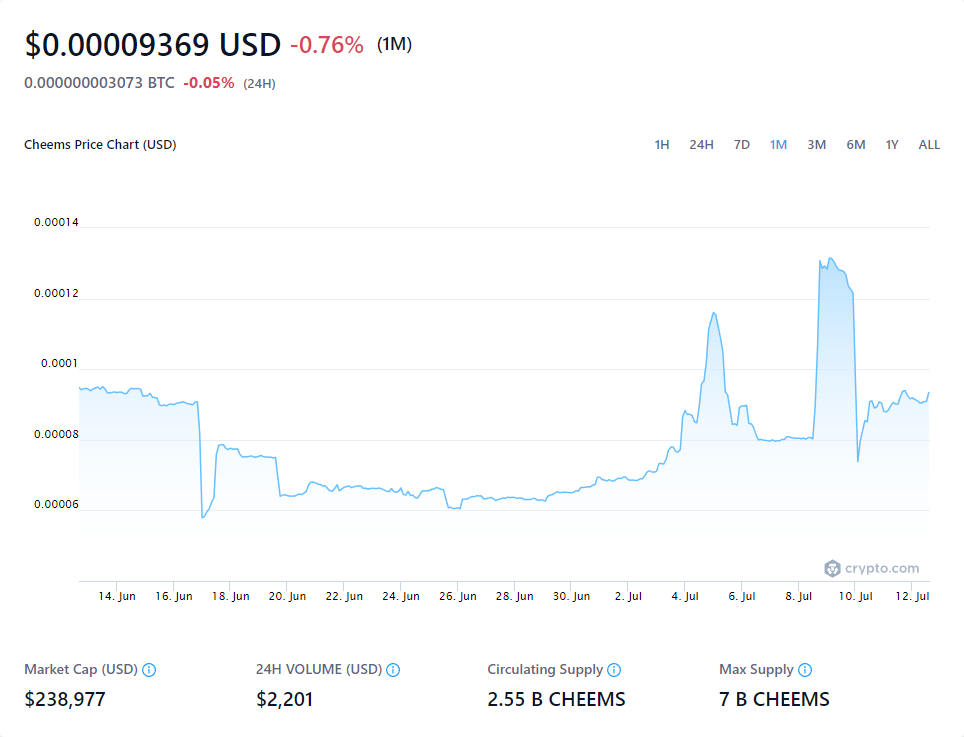 $0.00009369 USD -0.76% (1M)
0.000000003073 BTC -0.05% (24H)
Cheems Price Chart (USD)
1H 24H 7D 1M 3M 6M 1Y ALL
0.00014
0.00012
0.0001
0.00008
0.00006
crypto.com
14. Jun 16. Jun 18. Jun 20. Jun 22. Jun 24. Jun 26. Jun 28. Jun 30. Jun 2. Jul 4. Jul 6. Jul 8. Jul 10. Jul 12. Jul
Market Cap (USD) 24H VOLUME (USD) Circulating Supply Max Supply
$238,977 $2,201 2.55 B CHEEMS 7 B CHEEMS